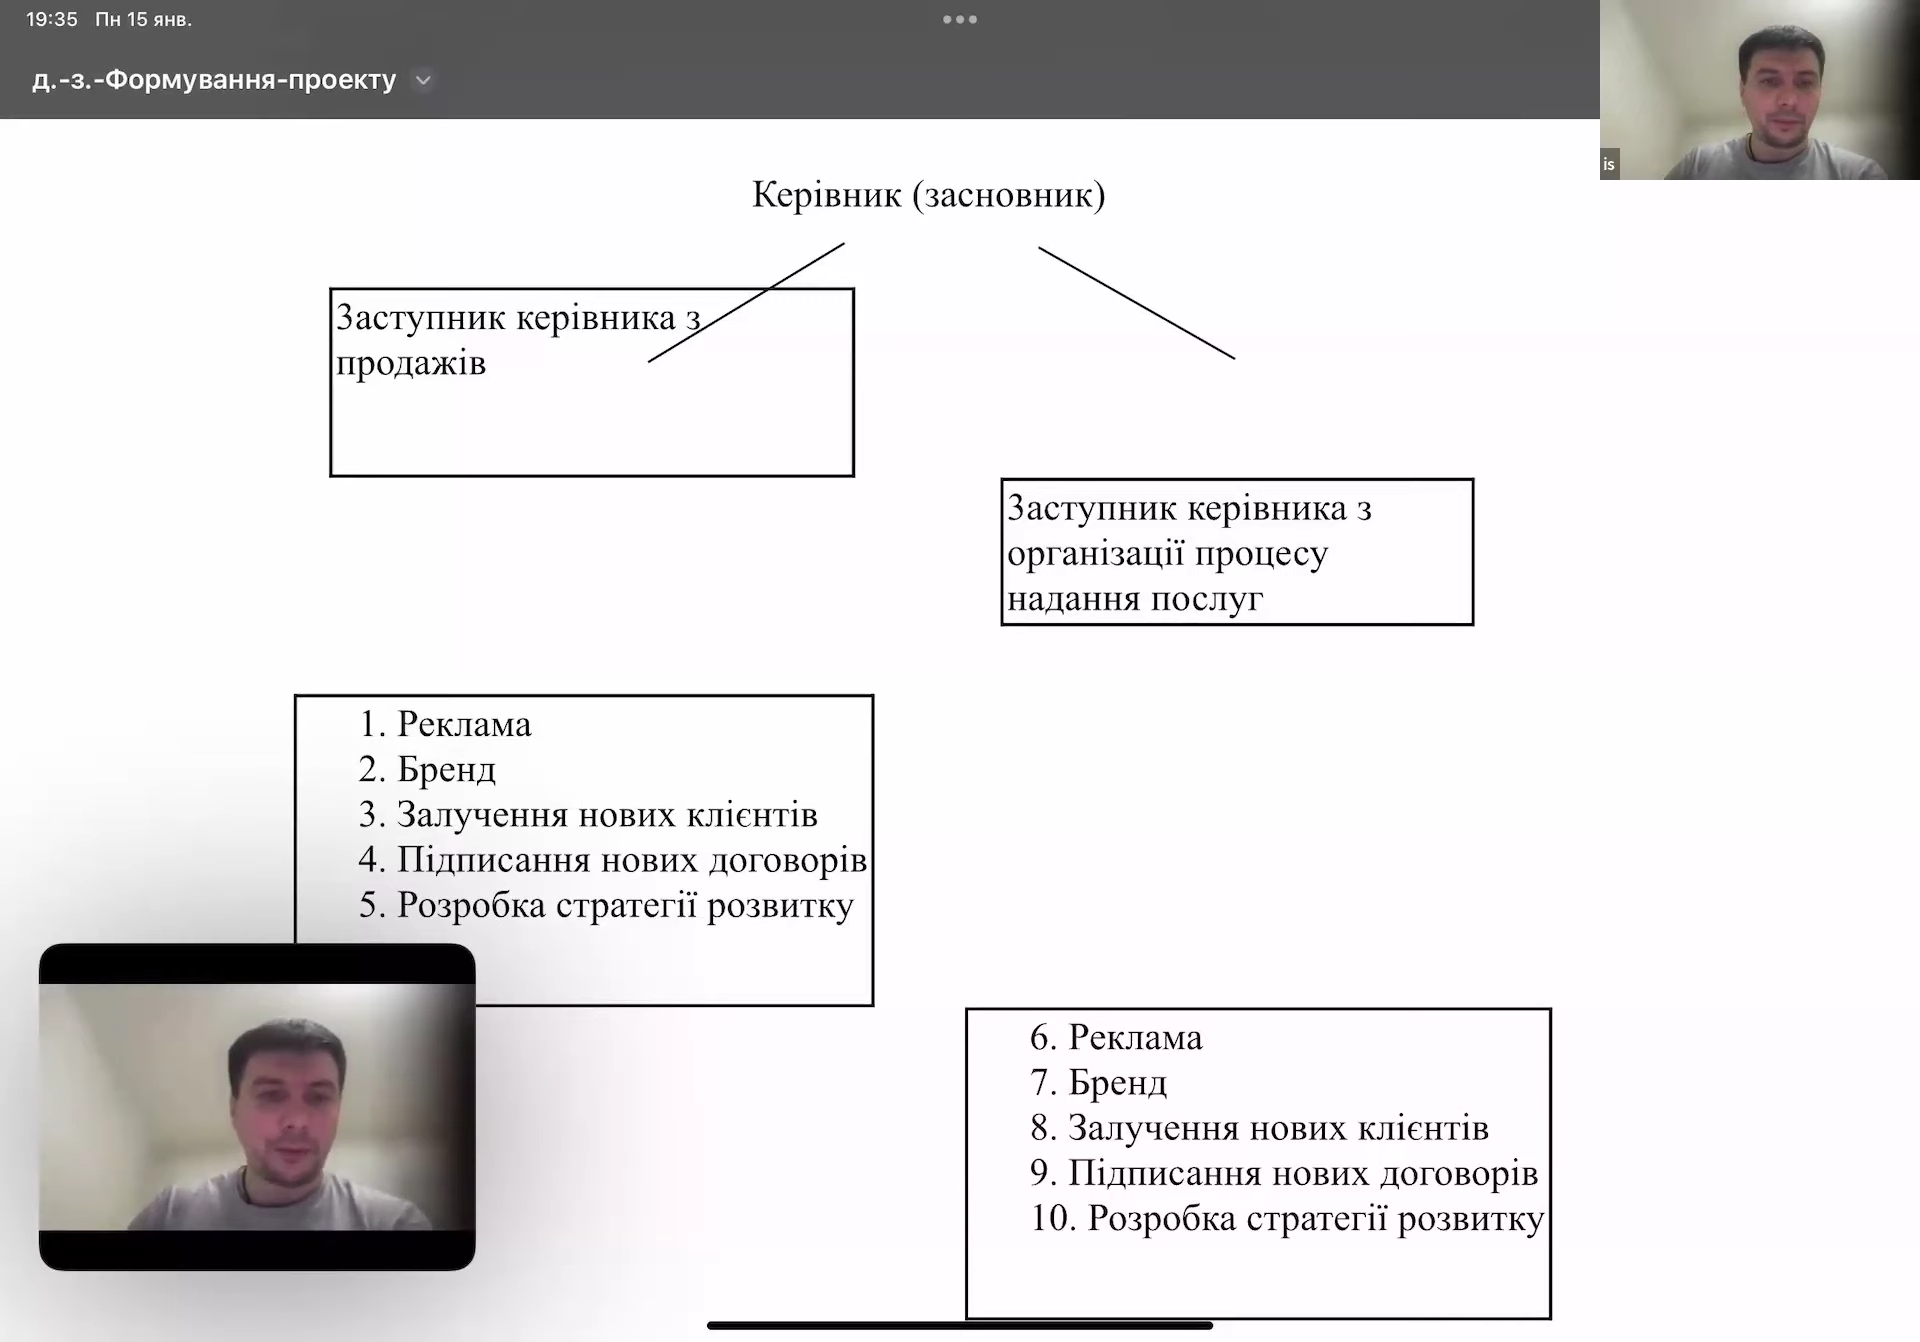 19:35 Пн 15 янв.
д.-з.-Формування-проекту
is
Керівник (засновник)
Заступник керівника з
продажів
Заступник керівника з
організації процесу
надання послуг
1. Реклама
2. Бренд
3. Залучення нових клієнтів
4. Підписання нових договорів
5. Розробка стратегії розвитку
6. Реклама
7. Бренд
8. Залучення нових клієнтів
9. Підписання нових договорів
10. Розробка стратегії розвитку